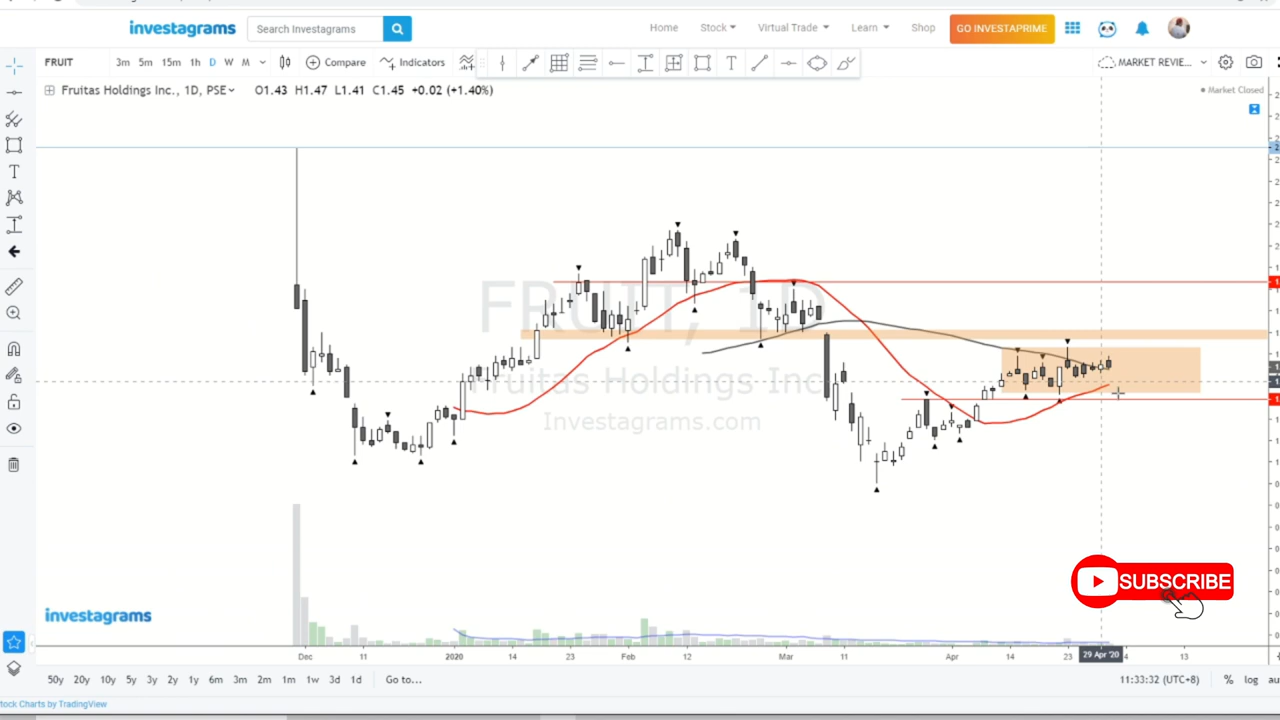 investagrams
Search Investagrams
Home
Stock
Virtual Trade
Learn
Shop
GO INVESTAPRIME
FRUIT
3m 5m 15m 1h D W M
Compare
Indicators
MARKET REVIE...
Fruitas Holdings Inc., 1D, PSE
O1.43 H1.47 L1.41 C1.45 +0.02 (+1.40%)
Market Closed
FRUIT, 1D
Fruitas Holdings Inc.
Investagrams.com
SUBSCRIBE
investagrams
Dec 11 2020 14 23 Feb 12 Mar 11 Apr 14 23 29 Apr '20 4 13
50y 20y 10y 5y 3y 2y 1y 6m 3m 2m 1m 1w 3d 1d Go to...
11:33:32 (UTC+8) % log
Stock Charts by TradingView